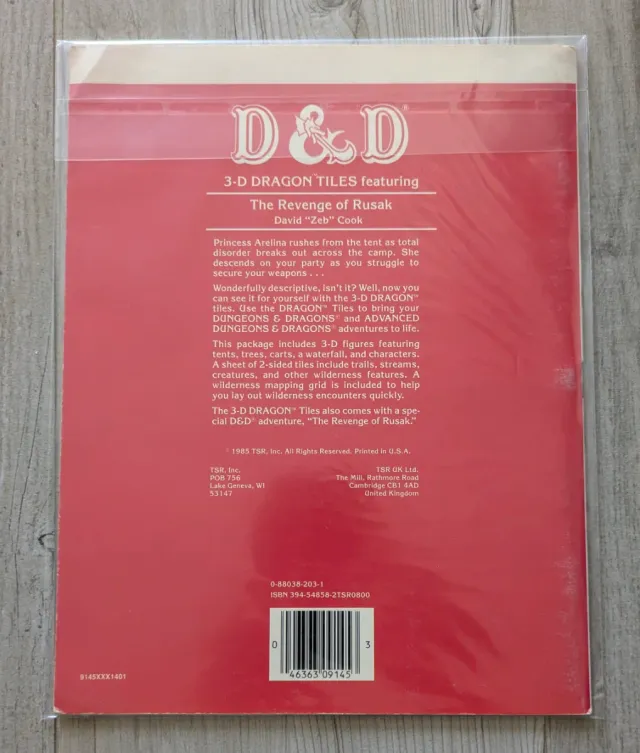 D&D®
3-D DRAGON™ TILES featuring
The Revenge of Rusak
David "Zeb" Cook
Princess Arelina rushes from the tent as total
disorder breaks out across the camp. She
descends on your party as you struggle to
secure your weapons . . .
Wonderfully descriptive, isn't it? Well, now you
can see it for yourself with the 3-D DRAGON™
tiles. Use the DRAGON™ Tiles to bring your
DUNGEONS & DRAGONS® and ADVANCED
DUNGEONS & DRAGONS® adventures to life.
This package includes 3-D figures featuring
tents, trees, carts, a waterfall, and characters.
A sheet of 2-sided tiles include trails, streams,
creatures, and other wilderness features. A
wilderness mapping grid is included to help
you lay out wilderness encounters quickly.
The 3-D DRAGON™ Tiles also comes with a spe-
cial D&D® adventure, "The Revenge of Rusak."
© 1985 TSR, Inc. All Rights Reserved. Printed in U.S.A.
TSR, Inc.
POB 756
Lake Geneva, WI
53147
TSR UK Ltd.
The Mill, Rathmore Road
Cambridge CB1 4AD
United Kingdom
0-88038-203-1
ISBN 394-54858-2TSR0800
0 46363 09145 3
9145XXX1401